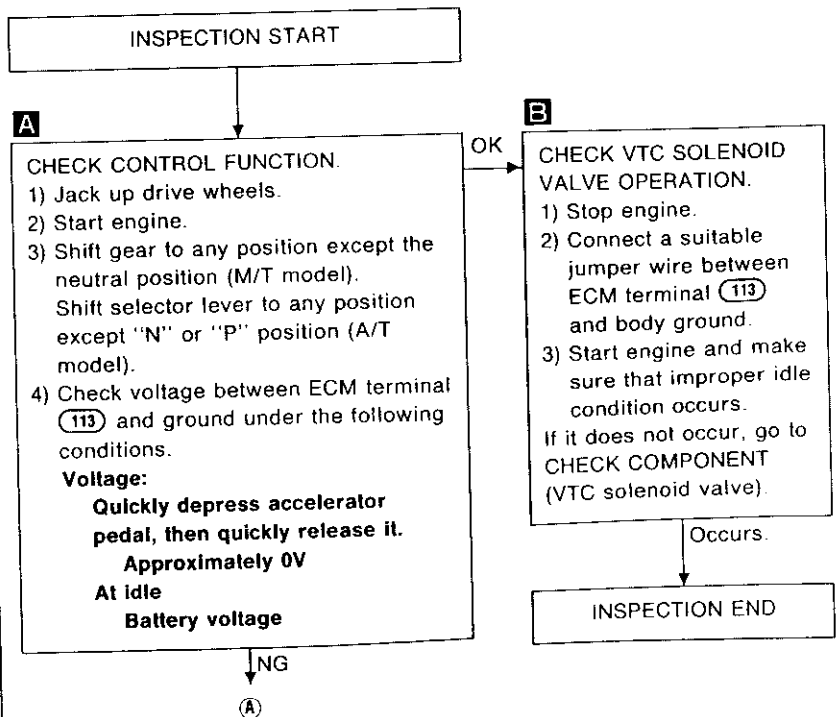 INSPECTION START
A
CHECK CONTROL FUNCTION.
1) Jack up drive wheels.
2) Start engine.
3) Shift gear to any position except the
neutral position (M/T model).
Shift selector lever to any position
except "N" or "P" position (A/T
model).
4) Check voltage between ECM terminal
113 and ground under the following
conditions.
Voltage:
Quickly depress accelerator
pedal, then quickly release it.
Approximately 0V
At idle
Battery voltage
OK
NG
A
B
CHECK VTC SOLENOID
VALVE OPERATION.
1) Stop engine.
2) Connect a suitable
jumper wire between
ECM terminal 113
and body ground.
3) Start engine and make
sure that improper idle
condition occurs.
If it does not occur, go to
CHECK COMPONENT
(VTC solenoid valve).
Occurs.
INSPECTION END